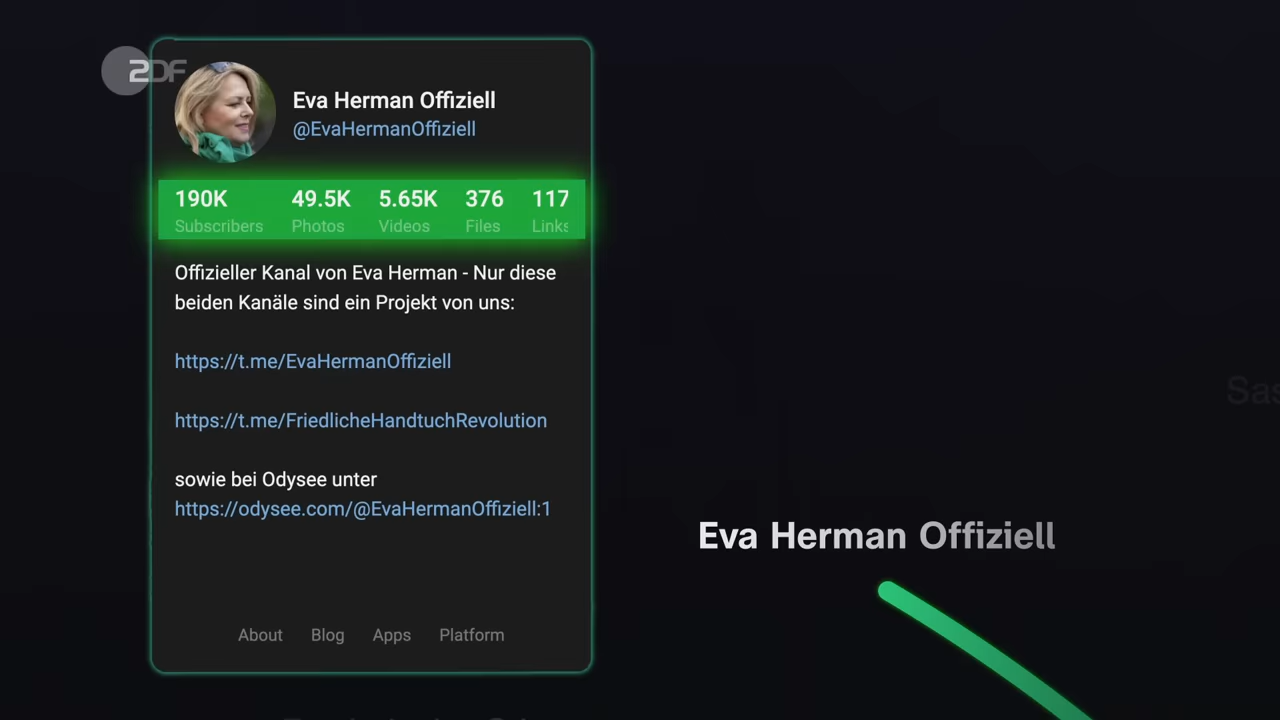 ZDF
Eva Herman Offiziell
@EvaHermanOffiziell
190K 49.5K 5.65K 376 117
Subscribers Photos Videos Files Links
Offizieller Kanal von Eva Herman - Nur diese
beiden Kanäle sind ein Projekt von uns:
https://t.me/EvaHermanOffiziell
https://t.me/FriedlicheHandtuchRevolution
sowie bei Odysee unter
https://odysee.com/@EvaHermanOffiziell:1
About Blog Apps Platform
Eva Herman Offiziell